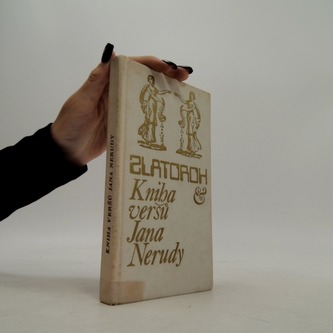 ZLATOROH
Kniha &
veršů
Jana
Nerudy
KNIHA VERŠŮ JANA NERUDY